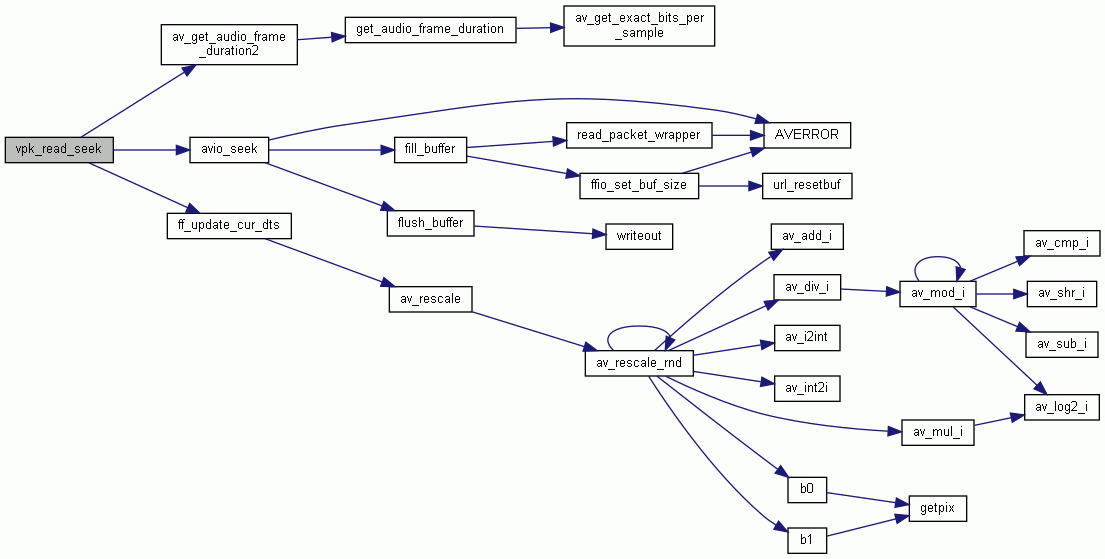 vpk_read_seek
av_get_audio_frame
_duration2
get_audio_frame_duration
av_get_exact_bits_per
_sample
avio_seek
fill_buffer
read_packet_wrapper
AVERROR
ffio_set_buf_size
url_resetbuf
flush_buffer
writeout
ff_update_cur_dts
av_rescale
av_rescale_rnd
av_add_i
av_div_i
av_mod_i
av_cmp_i
av_shr_i
av_sub_i
av_log2_i
av_i2int
av_int2i
av_mul_i
b0
getpix
b1